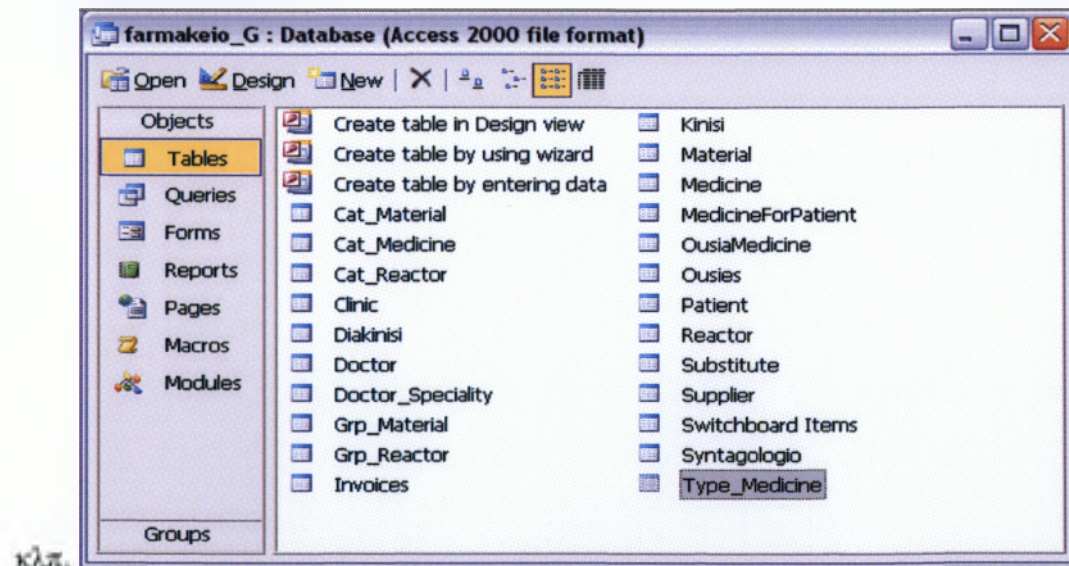 farmakeio_G : Database (Access 2000 file format)
Open Design New
Objects
Tables
Queries
Forms
Reports
Pages
Macros
Modules
Groups
Create table in Design view
Create table by using wizard
Create table by entering data
Cat_Material
Cat_Medicine
Cat_Reactor
Clinic
Diakinisi
Doctor
Doctor_Speciality
Grp_Material
Grp_Reactor
Invoices
Kinisi
Material
Medicine
MedicineForPatient
OusiaMedicine
Ousies
Patient
Reactor
Substitute
Supplier
Switchboard Items
Syntagologio
Type_Medicine
κλπ.